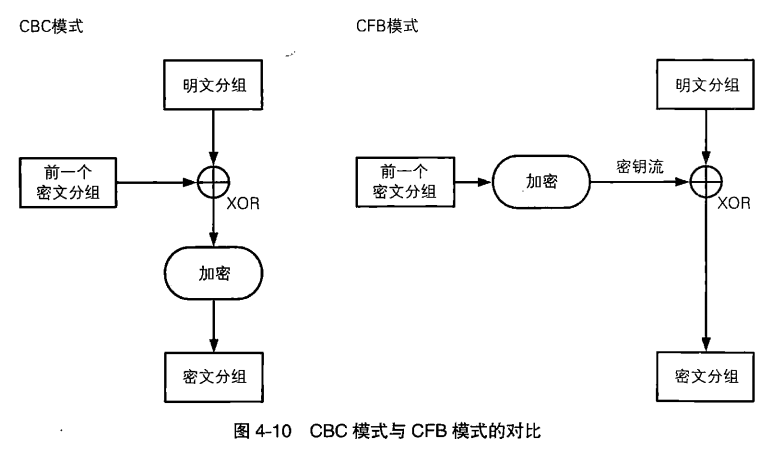 CBC模式
明文分组
前一个
密文分组
XOR
加密
密文分组
CFB模式
明文分组
前一个
密文分组
加密
密钥流
XOR
密文分组
图 4-10 CBC 模式与 CFB 模式的对比